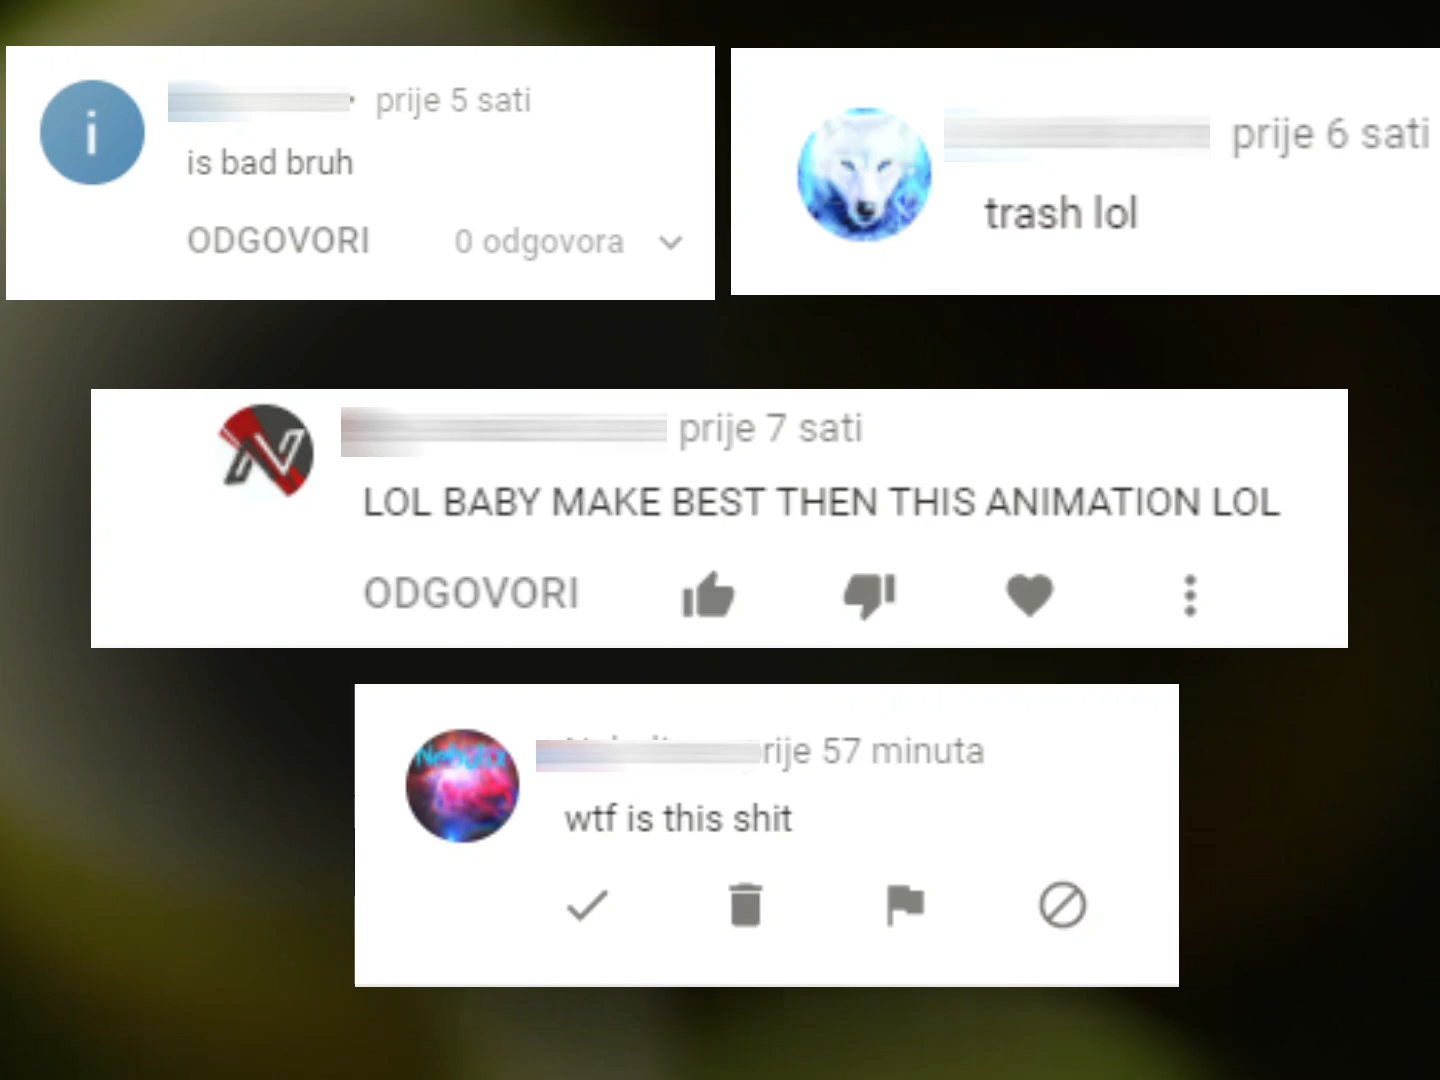 i
prije 5 sati
is bad bruh
ODGOVORI 0 odgovora
prije 6 sati
trash lol
N prije 7 sati
LOL BABY MAKE BEST THEN THIS ANIMATION LOL
ODGOVORI
Nebula
57 minuta
wtf is this shit